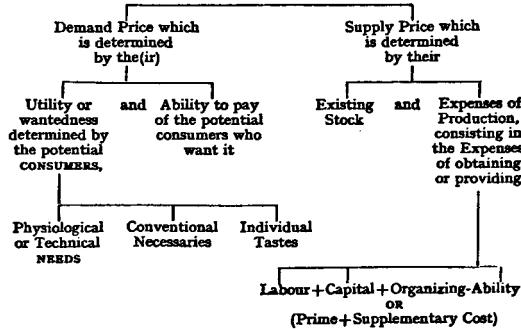 Demand Price which
is determined
by the(ir)
Supply Price which
is determined
by their
Utility or
wantedness
determined by
the potential
CONSUMERS,
and
Ability to pay
of the potential
consumers who
want it
Existing
Stock
and
Expenses of
Production,
consisting in
the Expenses
of obtaining
or providing
Physiological
or Technical
NEEDS
Conventional
Necessaries
Individual
Tastes
Labour+Capital+Organizing-Ability
OR
(Prime+Supplementary Cost)